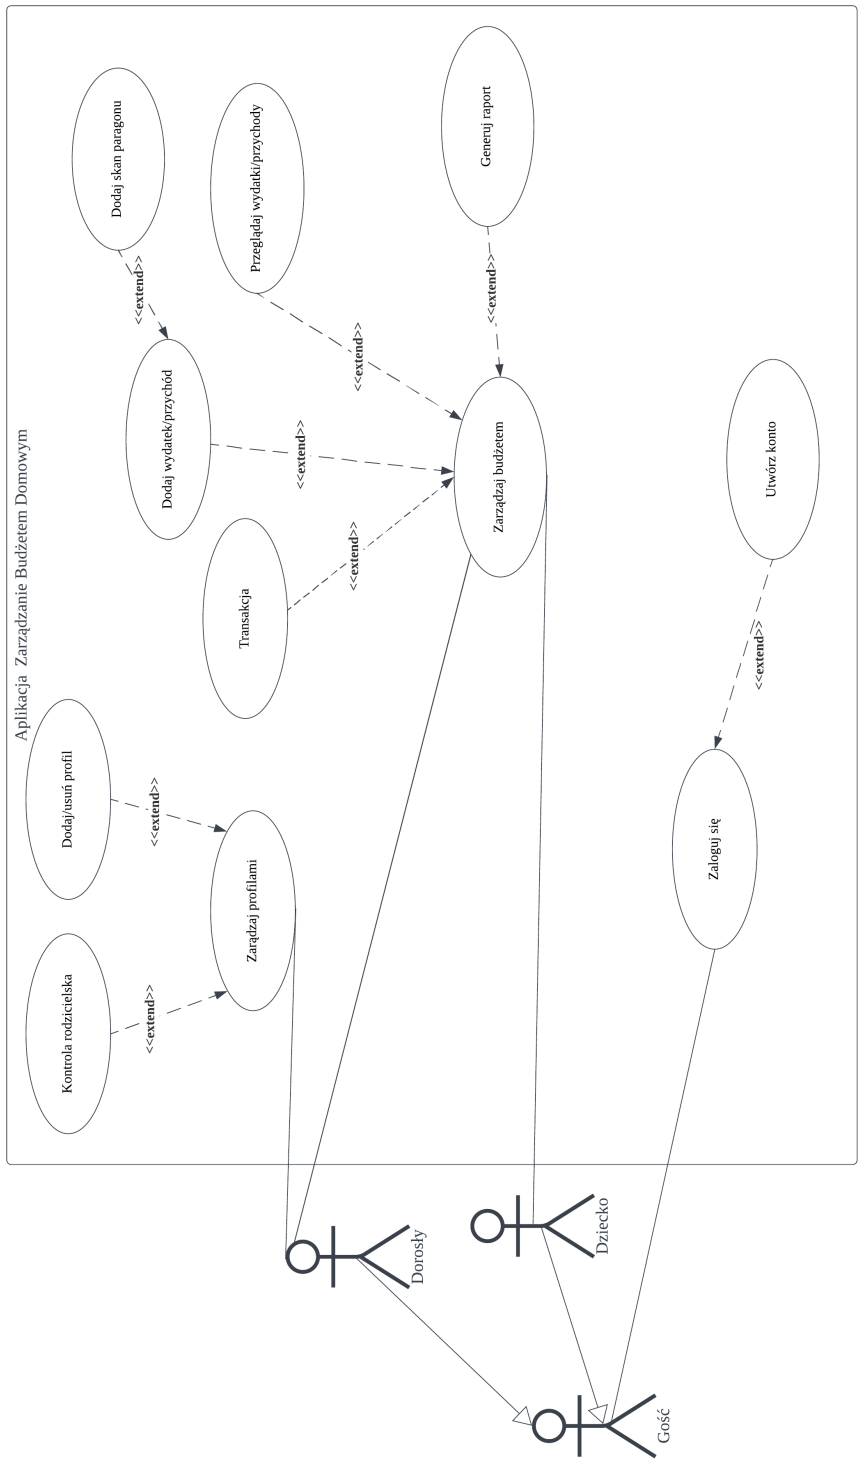 Aplikacja Zarządzanie Budżetem Domowym
Kontrola rodzicielska
Dodaj/usuń profil
<<extend>>
<<extend>>
Zarądzaj profilami
Dodaj skan paragonu
<<extend>>
Dodaj wydatek/przychód
Przeglądaj wydatki/przychody
Transakcja
<<extend>>
<<extend>>
<<extend>>
Generuj raport
<<extend>>
Zarządzaj budżetem
Utwórz konto
<<extend>>
Zaloguj się
Dorosły
Dziecko
Gość